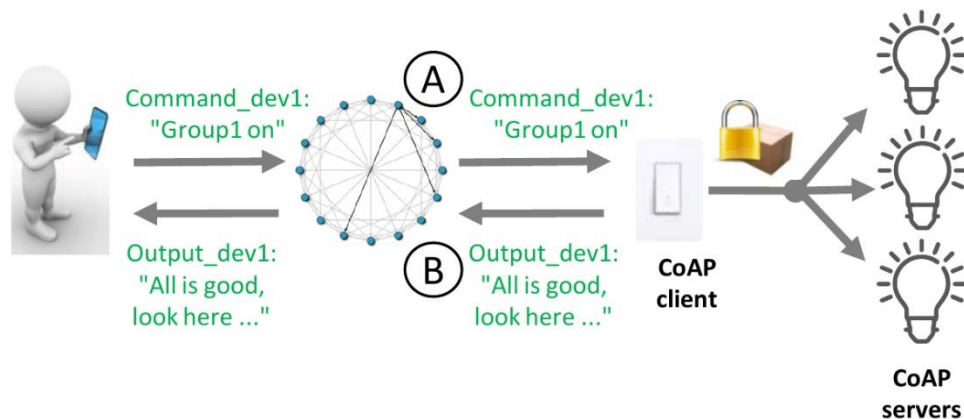 A
Command_dev1:
"Group1 on"
Command_dev1:
"Group1 on"
Output_dev1:
"All is good,
look here ..."
B
Output_dev1:
"All is good,
look here ..."
CoAP
client
CoAP
servers